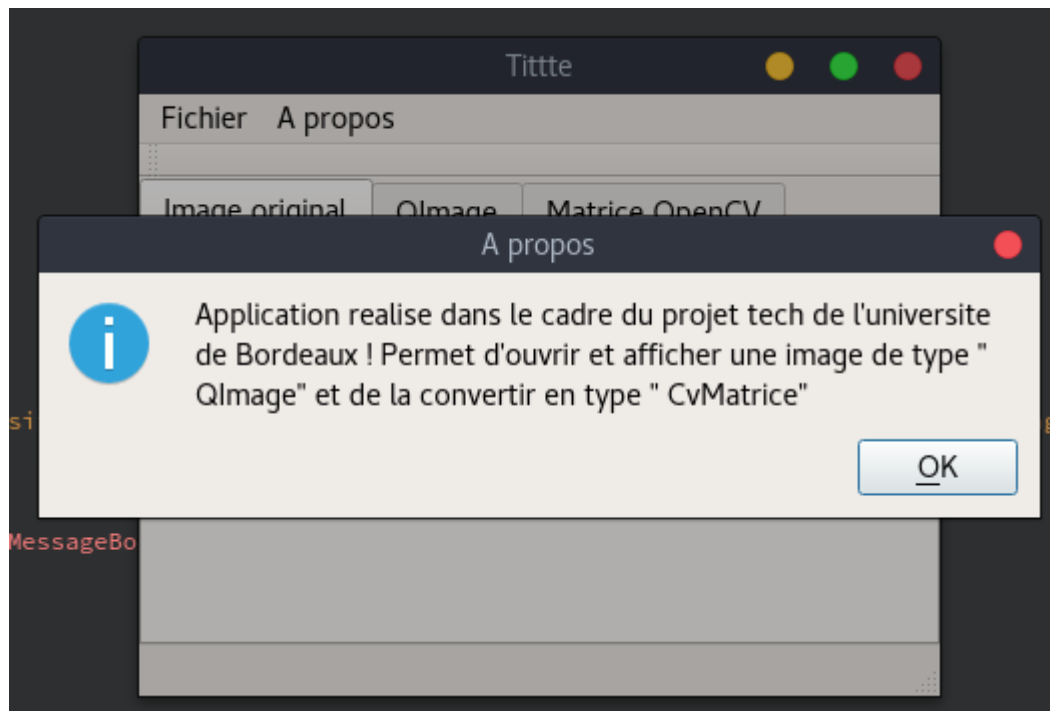 Tittte
Fichier A propos
Image original QImage Matrice OpenCV
A propos
Application realise dans le cadre du projet tech de l'universite
de Bordeaux ! Permet d'ouvrir et afficher une image de type "
QImage" et de la convertir en type " CvMatrice"
si
OK
MessageBo